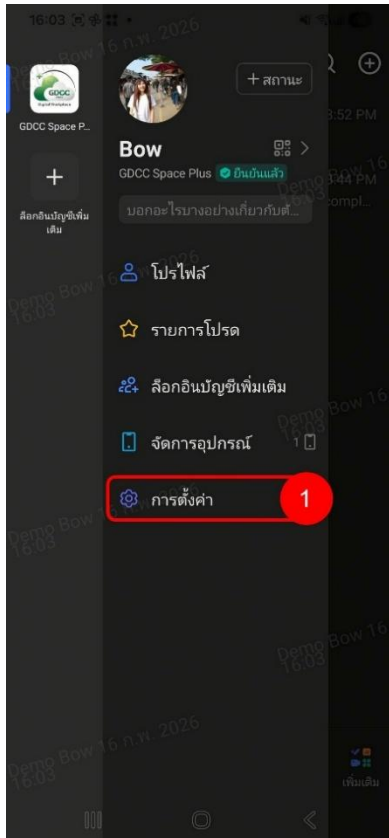 16:03
GDCC
GDCC Space P...
+ สถานะ
3:52 PM
Bow
GDCC Space Plus ยืนยันแล้ว
3:44 PM
compl...
ล็อกอินบัญชีเพิ่มเติม
บอกอะไรบางอย่างเกี่ยวกับตั...
โปรไฟล์
รายการโปรด
ล็อกอินบัญชีเพิ่มเติม
จัดการอุปกรณ์ 1
การตั้งค่า 1
เพิ่มเติม
Demo Bow 16 ก.พ. 2026
16:03